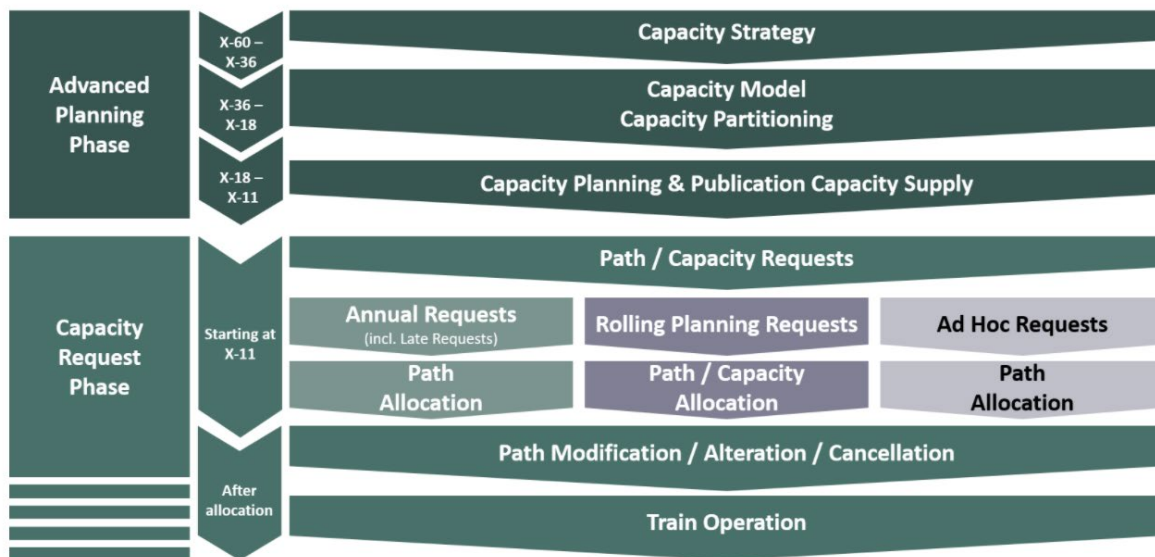 Advanced
Planning
Phase
X-60 –
X-36
Capacity Strategy
X-36 –
X-18
Capacity Model
Capacity Partitioning
X-18 –
X-11
Capacity Planning & Publication Capacity Supply
Capacity
Request
Phase
Starting at
X-11
Path / Capacity Requests
Annual Requests
(incl. Late Requests)
Rolling Planning Requests
Ad Hoc Requests
Path
Allocation
Path / Capacity
Allocation
Path
Allocation
After
allocation
Path Modification / Alteration / Cancellation
Train Operation